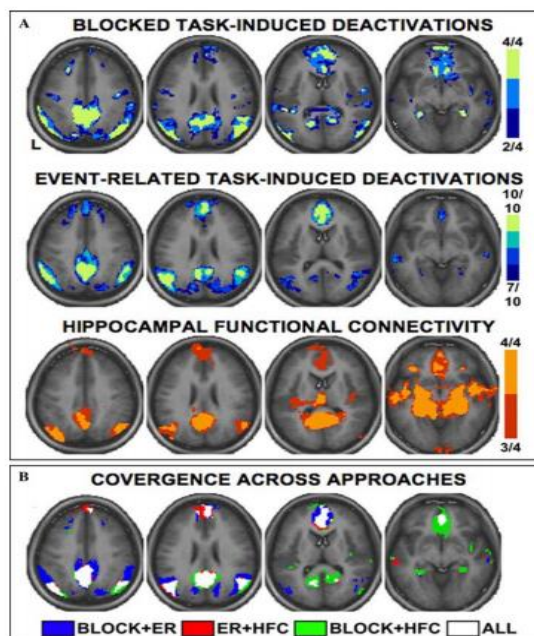 A
BLOCKED TASK-INDUCED DEACTIVATIONS
4/4
L
2/4
EVENT-RELATED TASK-INDUCED DEACTIVATIONS
10/
10
7/
10
HIPPOCAMPAL FUNCTIONAL CONNECTIVITY
4/4
3/4
B
COVERGENCE ACROSS APPROACHES
BLOCK+ER ER+HFC BLOCK+HFC ALL